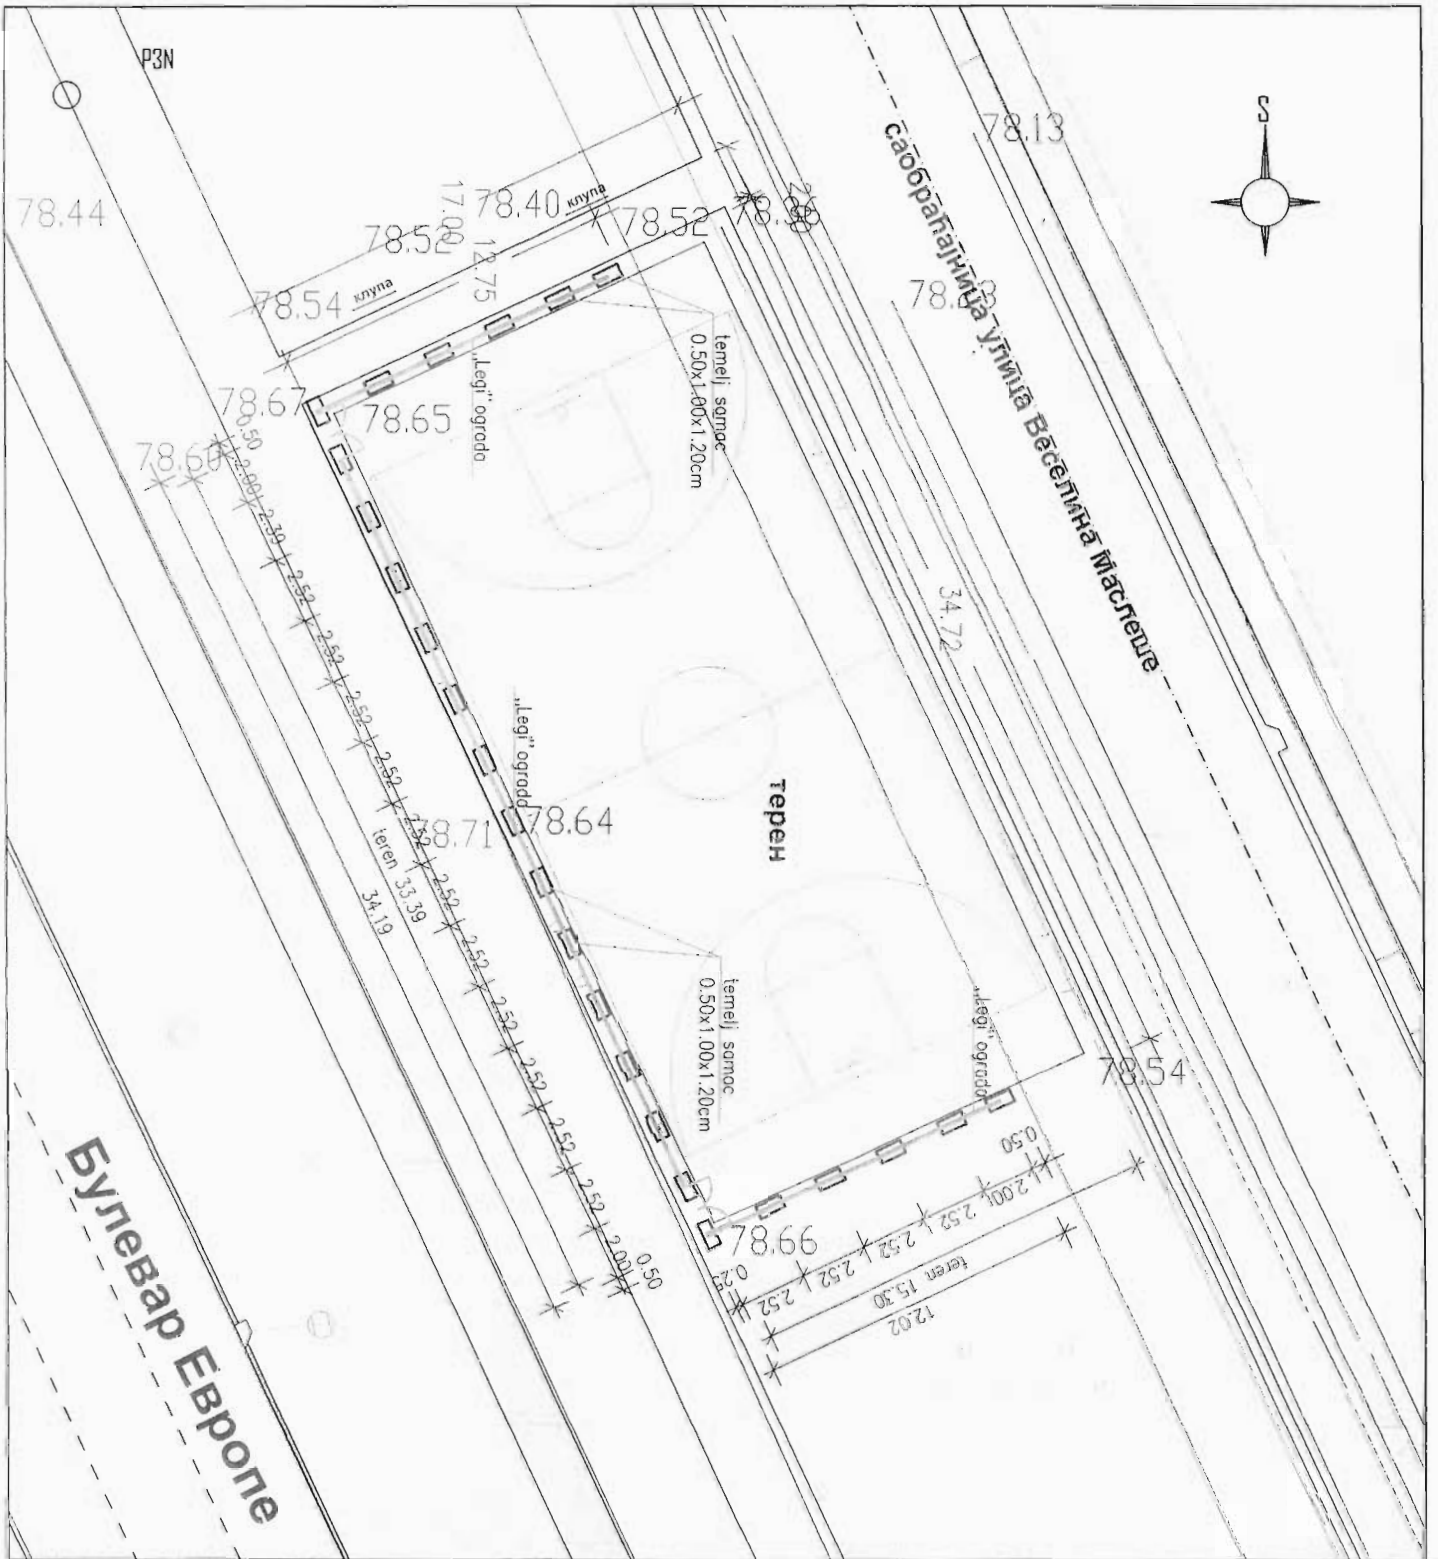 P3N
S
78.13
78.44
78.40
клупа
17.00
78.52
78.52
12.75
78.54
клупа
саобраћајница улица Веселина Маслеше
temelj samac
0.50x1.00x1.20cm
„Legi" ograda
78.67
78.65
78.60
0.50
2.00
2.39
2.52
2.52
2.52
2.52
2.52
2.52
2.52
2.52
2.52
2.52
2.52
2.00
0.50
34.72
„Legi" ograda
78.64
78.71
терен
teren 33.39
34.19
temelj samac
0.50x1.00x1.20cm
„Legi" ograda
78.54
0.50
2.00
2.52
2.52
2.52
2.52
0.25
78.66
teren 15.30
12.02
Булевар Европе